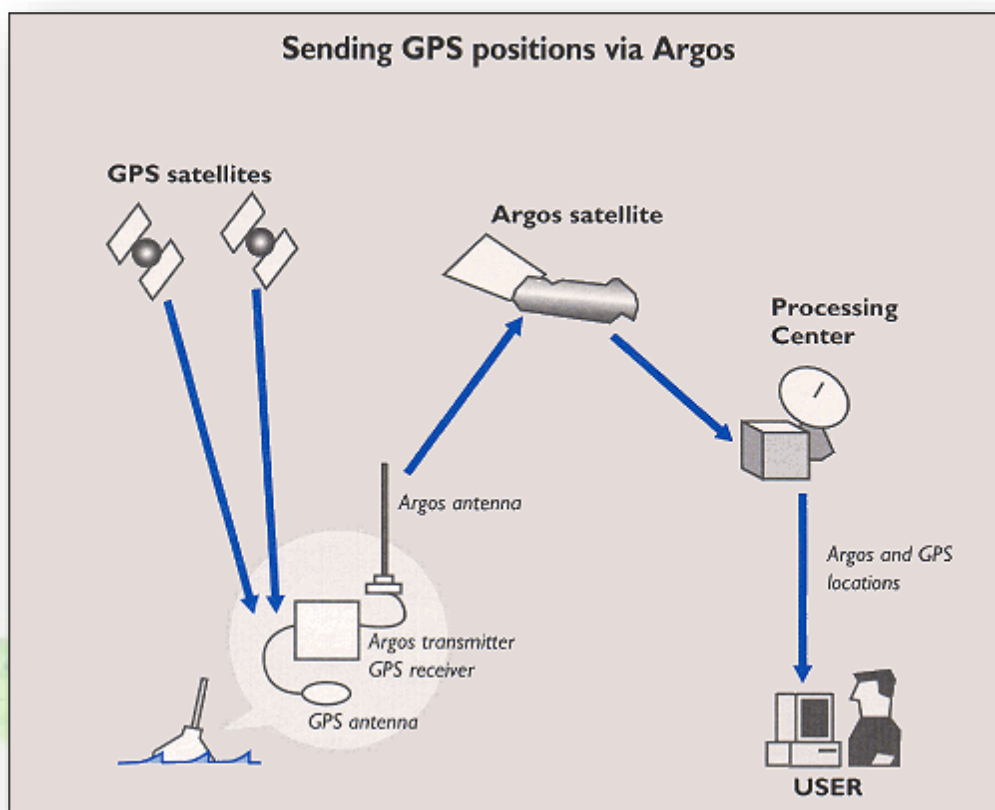 Sending GPS positions via Argos
GPS satellites
Argos satellite
Processing
Center
Argos antenna
Argos and GPS
locations
Argos transmitter
GPS receiver
GPS antenna
USER